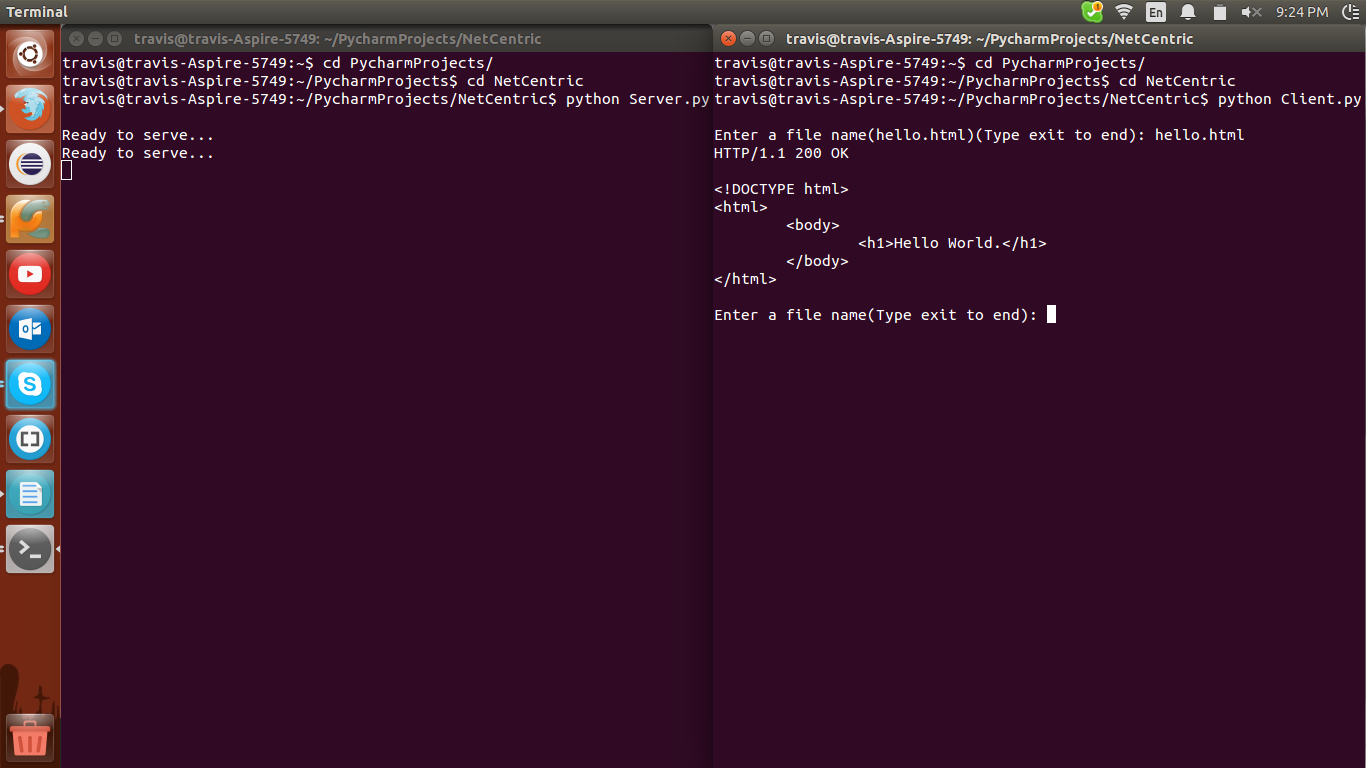 Terminal
En
9:24 PM
travis@travis-Aspire-5749: ~/PycharmProjects/NetCentric
travis@travis-Aspire-5749:~$ cd PycharmProjects/
travis@travis-Aspire-5749:~/PycharmProjects$ cd NetCentric
travis@travis-Aspire-5749:~/PycharmProjects/NetCentric$ python Server.py
Ready to serve...
Ready to serve...
travis@travis-Aspire-5749: ~/PycharmProjects/NetCentric
travis@travis-Aspire-5749:~$ cd PycharmProjects/
travis@travis-Aspire-5749:~/PycharmProjects$ cd NetCentric
travis@travis-Aspire-5749:~/PycharmProjects/NetCentric$ python Client.py
Enter a file name(hello.html)(Type exit to end): hello.html
HTTP/1.1 200 OK
<!DOCTYPE html>
<html>
<body>
<h1>Hello World.</h1>
</body>
</html>
Enter a file name(Type exit to end):